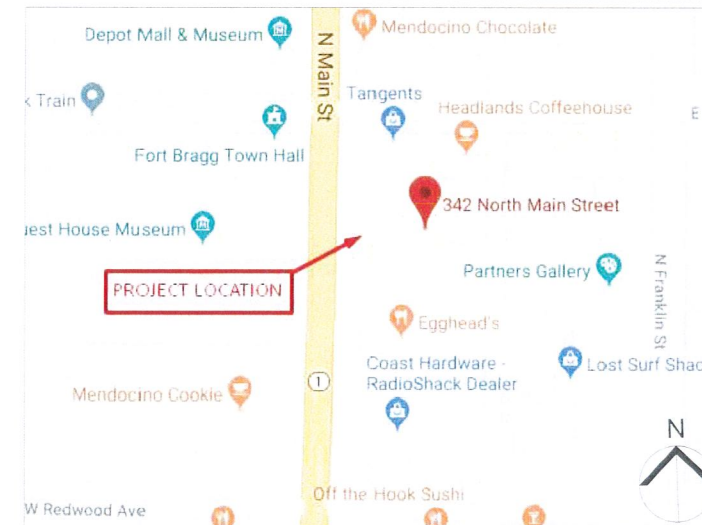 Depot Mall & Museum
Mendocino Chocolate
N Main St
k Train
Tangents
Headlands Coffeehouse
E
Fort Bragg Town Hall
342 North Main Street
uest House Museum
Partners Gallery
N Franklin St
PROJECT LOCATION
Egghead's
Coast Hardware -
RadioShack Dealer
Lost Surf Shac
1
Mendocino Cookie
N
Off the Hook Sushi
W Redwood Ave